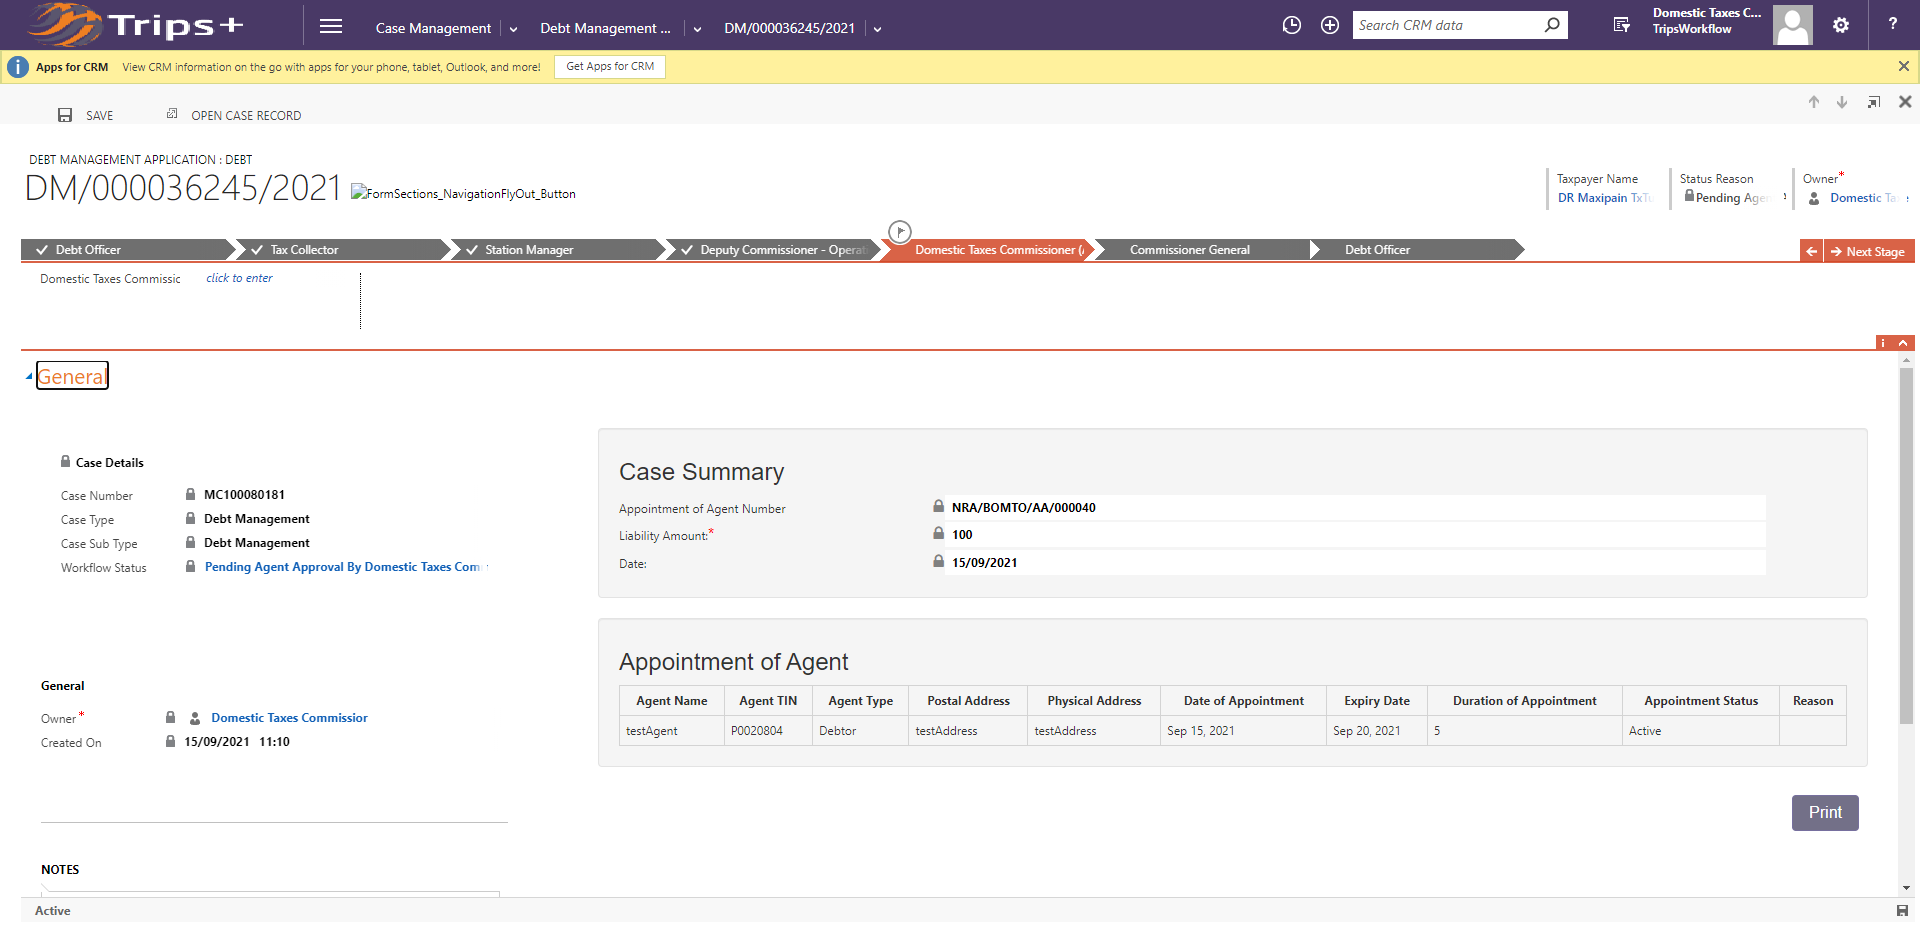 Trips+
Case Management
Debt Management ...
DM/000036245/2021
Search CRM data
Domestic Taxes C...
TripsWorkflow
?
i
Apps for CRM View CRM information on the go with apps for your phone, tablet, Outlook, and more!
Get Apps for CRM
SAVE
OPEN CASE RECORD
DEBT MANAGEMENT APPLICATION : DEBT
DM/000036245/2021
FormSections_NavigationFlyOut_Button
Taxpayer Name
DR Maxipain TxT
Status Reason
Pending Age
Owner*
Domestic Ta
Debt Officer
Tax Collector
Station Manager
Deputy Commissioner - Operat
Domestic Taxes Commissioner (
Commissioner General
Debt Officer
Next Stage
Domestic Taxes Commissic
click to enter
i
General
Case Details
Case Number MC100080181
Case Type Debt Management
Case Sub Type Debt Management
Workflow Status Pending Agent Approval By Domestic Taxes Com
General
Owner* Domestic Taxes Commissior
Created On 15/09/2021 11:10
NOTES
Case Summary
Appointment of Agent Number NRA/BOMTO/AA/000040
Liability Amount:* 100
Date: 15/09/2021
Appointment of Agent
Agent Name Agent TIN Agent Type Postal Address Physical Address Date of Appointment Expiry Date Duration of Appointment Appointment Status Reason
testAgent P0020804 Debtor testAddress testAddress Sep 15, 2021 Sep 20, 2021 5 Active
Print
Active